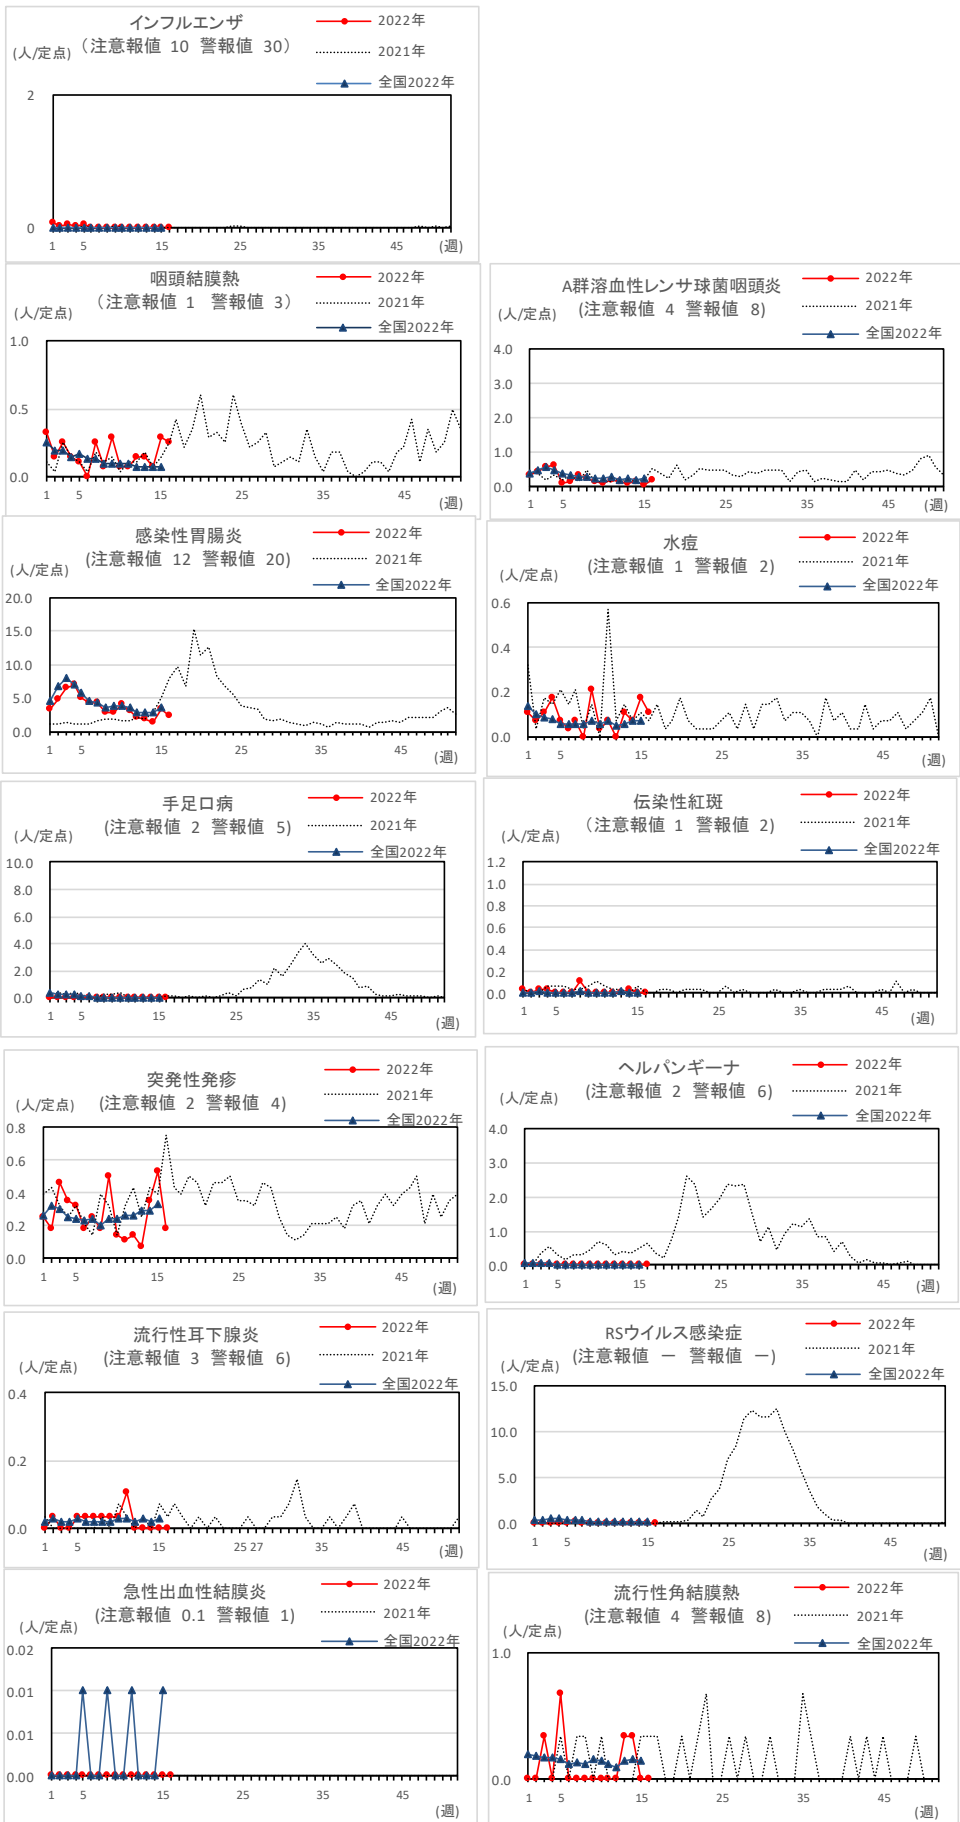 インフルエンザ
（注意報値 10 警報値 30）
(人/定点)
2022年
2021年
全国2022年
2
0
1 5 15 25 35 45
(週)
咽頭結膜熱
（注意報値 1 警報値 3）
(人/定点)
2022年
2021年
全国2022年
1.0
0.5
0.0
1 5 15 25 35 45
(週)
A群溶血性レンサ球菌咽頭炎
(注意報値 4 警報値 8)
(人/定点)
2022年
2021年
全国2022年
4.0
3.0
2.0
1.0
0.0
1 5 15 25 35 45
(週)
感染性胃腸炎
(注意報値 12 警報値 20)
(人/定点)
2022年
2021年
全国2022年
20.0
15.0
10.0
5.0
0.0
1 5 15 25 35 45
(週)
水痘
(注意報値 1 警報値 2)
(人/定点)
2022年
2021年
全国2022年
0.6
0.4
0.2
0.0
1 5 15 25 35 45
(週)
手足口病
(注意報値 2 警報値 5)
(人/定点)
2022年
2021年
全国2022年
10.0
8.0
6.0
4.0
2.0
0.0
1 5 15 25 35 45
(週)
伝染性紅斑
（注意報値 1 警報値 2)
(人/定点)
2022年
2021年
全国2022年
1.2
1.0
0.8
0.6
0.4
0.2
0.0
1 5 15 25 35 45
(週)
突発性発疹
(注意報値 2 警報値 4)
(人/定点)
2022年
2021年
全国2022年
0.8
0.6
0.4
0.2
0.0
1 5 15 25 35 45
(週)
ヘルパンギーナ
(注意報値 2 警報値 6)
(人/定点)
2022年
2021年
全国2022年
4.0
3.0
2.0
1.0
0.0
1 5 15 25 35 45
(週)
流行性耳下腺炎
(注意報値 3 警報値 6)
(人/定点)
2022年
2021年
全国2022年
0.4
0.2
0.0
1 5 15 25 27 35 45
(週)
RSウイルス感染症
(注意報値 － 警報値 －)
(人/定点)
2022年
2021年
全国2022年
15.0
10.0
5.0
0.0
1 5 15 25 35 45
(週)
急性出血性結膜炎
(注意報値 0.1 警報値 1)
(人/定点)
2022年
2021年
全国2022年
0.02
0.01
0.01
0.00
1 5 15 25 35 45
(週)
流行性角結膜熱
(注意報値 4 警報値 8)
(人/定点)
2022年
2021年
全国2022年
1.0
0.0
1 5 15 25 35 45
(週)